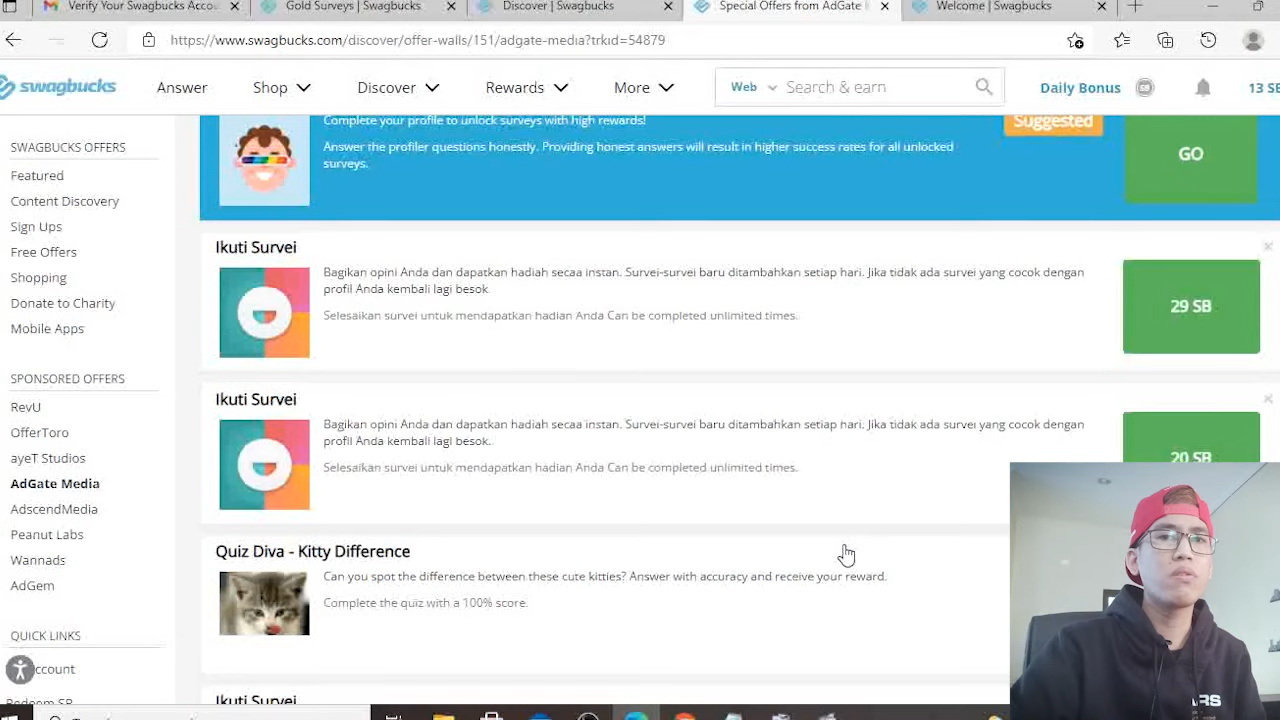 Verify Your Swagbucks Acco
Gold Surveys | Swagbucks
Discover | Swagbucks
Special Offers from AdGate
Welcome | Swagbucks
https://www.swagbucks.com/discover/offer-walls/151/adgate-media?trkid=54879
swagbucks
Answer
Shop
Discover
Rewards
More
Web
Search & earn
Daily Bonus
13 SB
SWAGBUCKS OFFERS
Featured
Content Discovery
Sign Ups
Free Offers
Shopping
Donate to Charity
Mobile Apps
SPONSORED OFFERS
RevU
OfferToro
ayeT Studios
AdGate Media
AdscendMedia
Peanut Labs
Wannads
AdGem
QUICK LINKS
ccount
Redeem SB
Complete your profile to unlock surveys with high rewards!
Answer the profiler questions honestly. Providing honest answers will result in higher success rates for all unlocked
surveys.
Suggested
GO
Ikuti Survei
Bagikan opini Anda dan dapatkan hadiah secaa instan. Survei-survei baru ditambahkan setiap hari. Jika tidak ada survei yang cocok dengan
profil Anda kembali lagi besok.
Selesaikan survei untuk mendapatkan hadian Anda Can be completed unlimited times.
29 SB
Ikuti Survei
Bagikan opini Anda dan dapatkan hadiah secaa instan. Survei-survei baru ditambahkan setiap hari. Jika tidak ada survei yang cocok dengan
profil Anda kembali lagi besok.
Selesaikan survei untuk mendapatkan hadian Anda Can be completed unlimited times.
20 SB
Quiz Diva - Kitty Difference
Can you spot the difference between these cute kitties? Answer with accuracy and receive your reward.
Complete the quiz with a 100% score.
Ikuti Survei